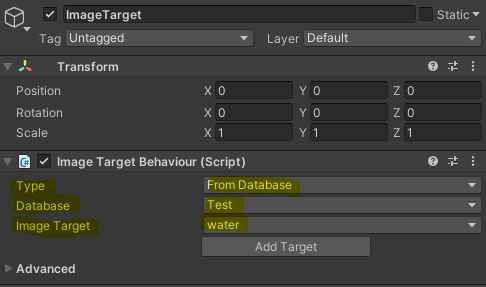 ImageTarget Static
Tag Untagged Layer Default
Transform
Position X 0 Y 0 Z 0
Rotation X 0 Y 0 Z 0
Scale X 1 Y 1 Z 1
Image Target Behaviour (Script)
Type From Database
Database Test
Image Target water
Add Target
Advanced